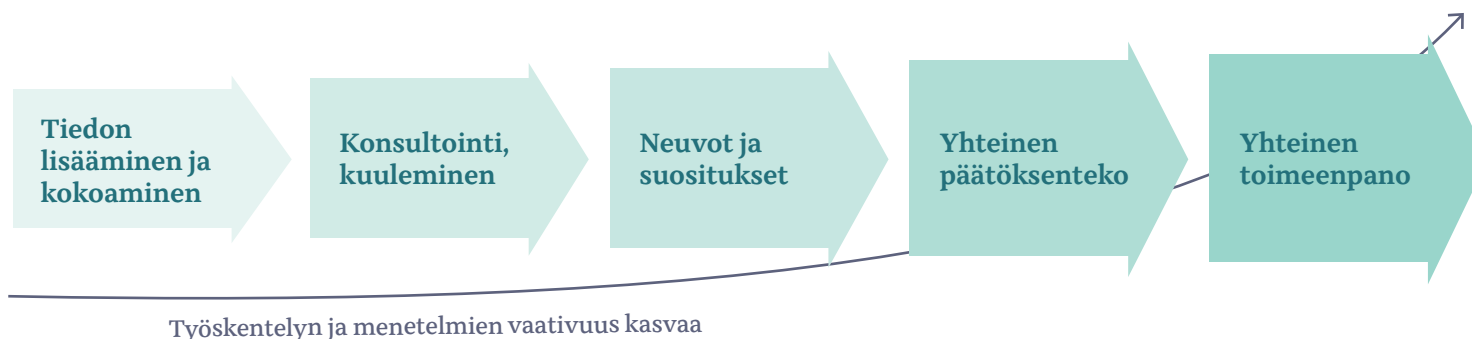 Tiedon
lisääminen ja
kokoaminen
Konsultointi,
kuuleminen
Neuvot ja
suositukset
Yhteinen
päätöksenteko
Yhteinen
toimeenpano
Työskentelyn ja menetelmien vaativuus kasvaa